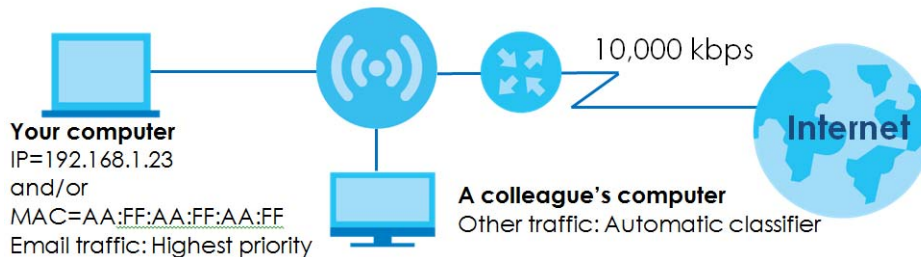 10,000 kbps
Internet
Your computer
IP=192.168.1.23
and/or
MAC=AA:FF:AA:FF:AA:FF
Email traffic: Highest priority
A colleague's computer
Other traffic: Automatic classifier